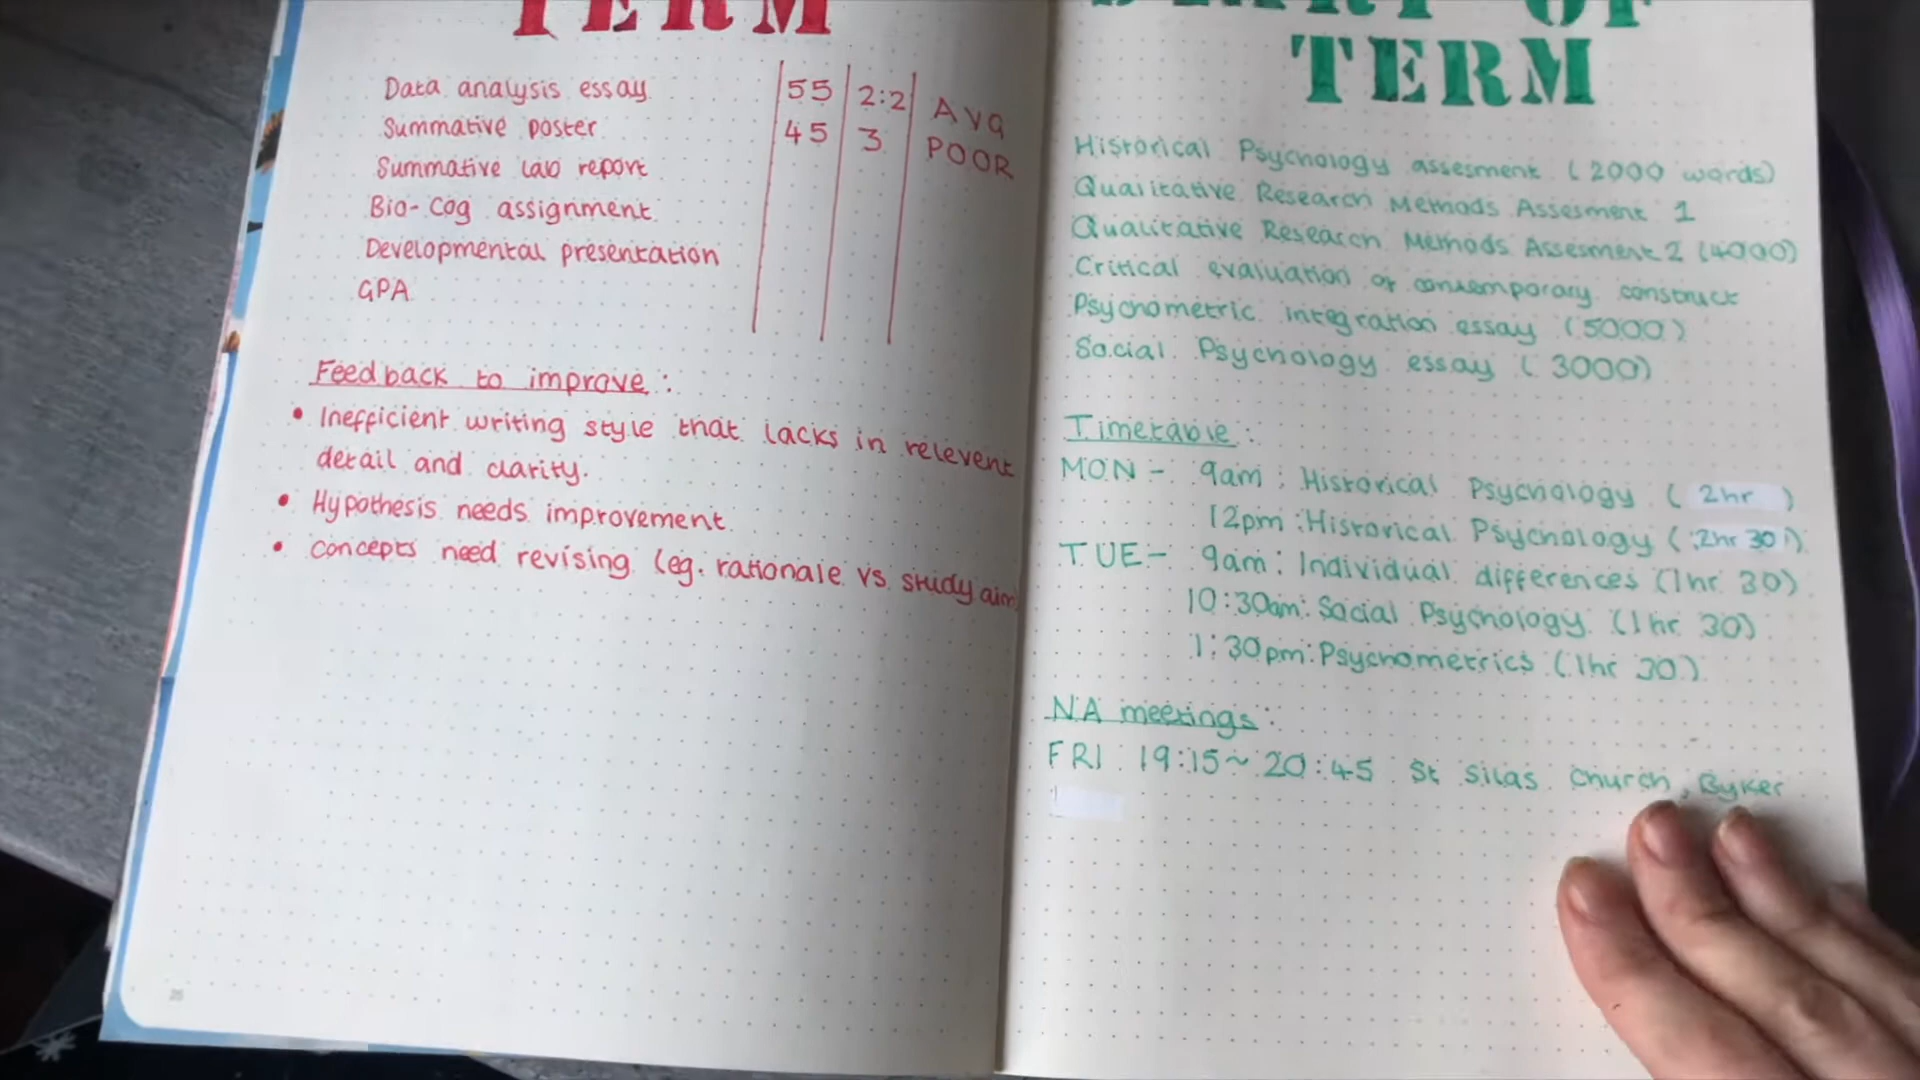 TERM
Data analysis essay | 55 | 2:2 | AVG
Summative poster | 45 | 3 | POOR
Summative lab report
Bio-Cog assignment
Developmental presentation
GPA
Feedback to improve:
• Inefficient writing style that lacks in relevent
detail and clarity.
• Hypothesis needs improvement
• Concepts need revising (eg. rationale vs study aim
26
START OF
TERM
Historical Psychology assesment (2000 words)
Qualitative Research Methods Assesment 1
Qualitative Research Methods Assesment 2 (4000)
Critical evaluation of contemporary construct
Psychometric integration essay (5000)
Social Psychology essay (3000)
Timetable:
MON - 9am : Historical Psychology (2hr)
12pm : Historical Psychology (2hr 30)
TUE - 9am : Individual differences (1hr 30)
10:30am: Social Psychology (1hr 30)
1:30pm: Psychometrics (1hr 30)
NA meetings:
FRI 19:15~20:45 St Silas Church, Byker